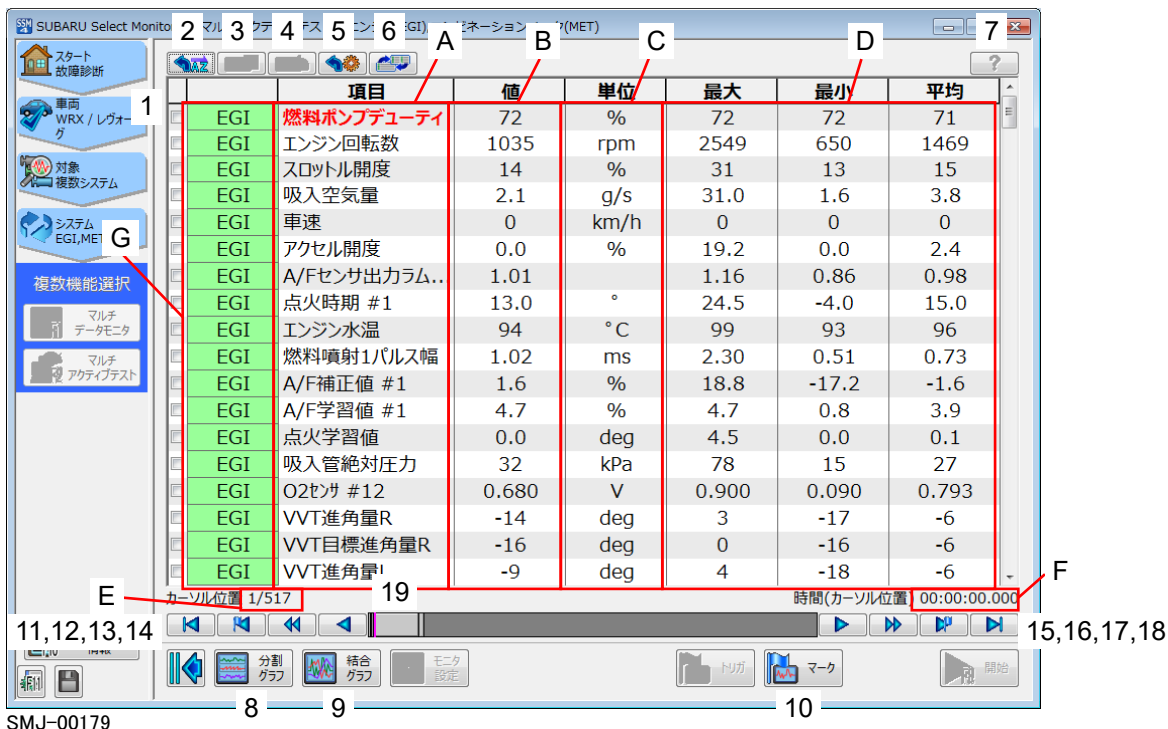 SUBARU Select Mon
(MET)
2 3 4 5 6 A B C D 7
スタート
故障診断
1
車両
WRX / レヴォー
グ
対象
複数システム
システム
EGI,MET
G
複数機能選択
マルチ
データモニタ
マルチ
アクティブテスト
項目 値 単位 最大 最小 平均
EGI 燃料ポンプデューティ 72 % 72 72 71
EGI エンジン回転数 1035 rpm 2549 650 1469
EGI スロットル開度 14 % 31 13 15
EGI 吸入空気量 2.1 g/s 31.0 1.6 3.8
EGI 車速 0 km/h 0 0 0
EGI アクセル開度 0.0 % 19.2 0.0 2.4
EGI A/Fセンサ出力ラム.. 1.01 1.16 0.86 0.98
EGI 点火時期 #1 13.0 ° 24.5 -4.0 15.0
EGI エンジン水温 94 °C 99 93 96
EGI 燃料噴射1パルス幅 1.02 ms 2.30 0.51 0.73
EGI A/F補正値 #1 1.6 % 18.8 -17.2 -1.6
EGI A/F学習値 #1 4.7 % 4.7 0.8 3.9
EGI 点火学習値 0.0 deg 4.5 0.0 0.1
EGI 吸入管絶対圧力 32 kPa 78 15 27
EGI O2センサ #12 0.680 V 0.900 0.090 0.793
EGI VVT進角量R -14 deg 3 -17 -6
EGI VVT目標進角量R -16 deg 0 -16 -6
EGI VVT進角量L -9 deg 4 -18 -6
E カーソル位置 1/517 19 時間(カーソル位置) 00:00:00.000 F
11,12,13,14
15,16,17,18
情報
分割
グラフ
結合
グラフ
モニタ
設定
トリガ
マーク
開始
8 9 10
SMJ-00179